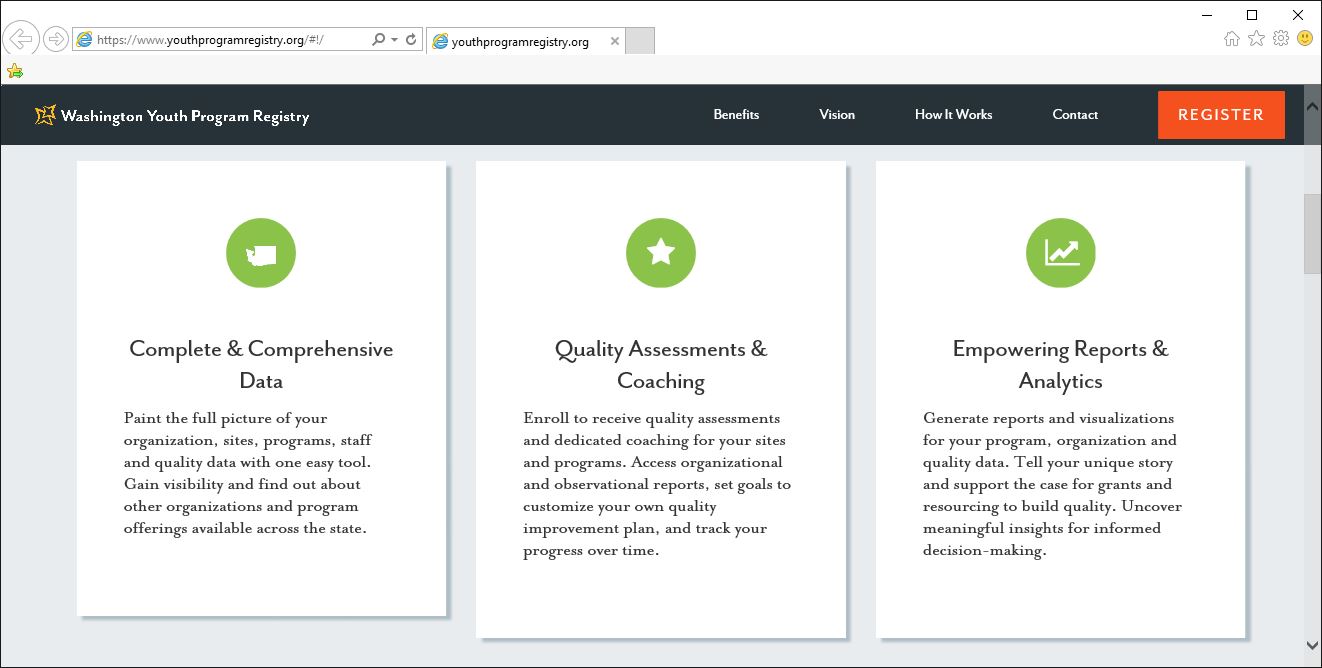 https://www.youthprogramregistry.org/#!/
youthprogramregistry.org
Washington Youth Program Registry
Benefits
Vision
How It Works
Contact
REGISTER
Complete & Comprehensive
Data
Paint the full picture of your
organization, sites, programs, staff
and quality data with one easy tool.
Gain visibility and find out about
other organizations and program
offerings available across the state.
Quality Assessments &
Coaching
Enroll to receive quality assessments
and dedicated coaching for your sites
and programs. Access organizational
and observational reports, set goals to
customize your own quality
improvement plan, and track your
progress over time.
Empowering Reports &
Analytics
Generate reports and visualizations
for your program, organization and
quality data. Tell your unique story
and support the case for grants and
resourcing to build quality. Uncover
meaningful insights for informed
decision-making.